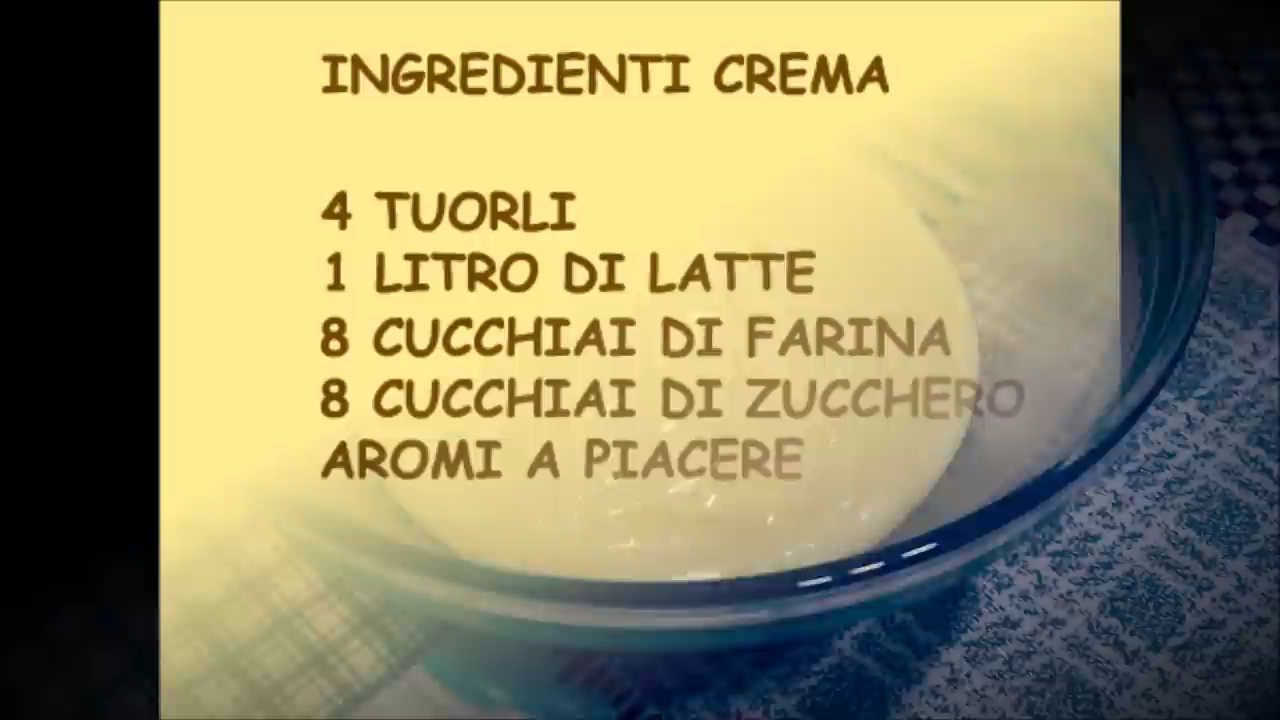 INGREDIENTI CREMA
4 TUORLI
1 LITRO DI LATTE
8 CUCCHIAI DI FARINA
8 CUCCHIAI DI ZUCCHERO
AROMI A PIACERE